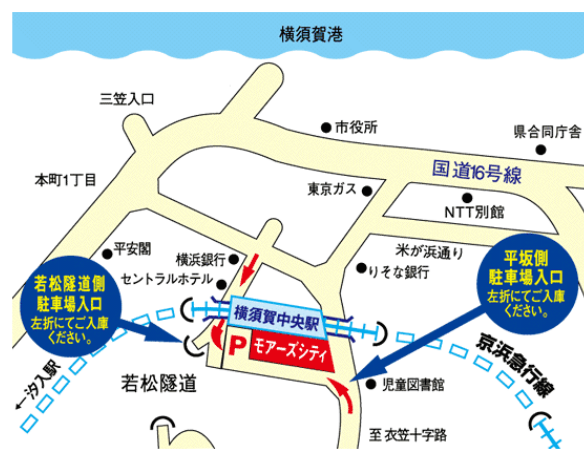 横須賀港
三笠入口
市役所
県合同庁舎
国道16号線
本町1丁目
東京ガス
NTT別館
平安閣
横浜銀行
米が浜通り
セントラルホテル
りそな銀行
若松隧道側
駐車場入口
左折にてご入庫
ください。
平坂側
駐車場入口
左折にてご入庫
ください。
横須賀中央駅
P モアーズシティ
京浜急行線
←汐入駅
若松隧道
児童図書館
至 衣笠十字路